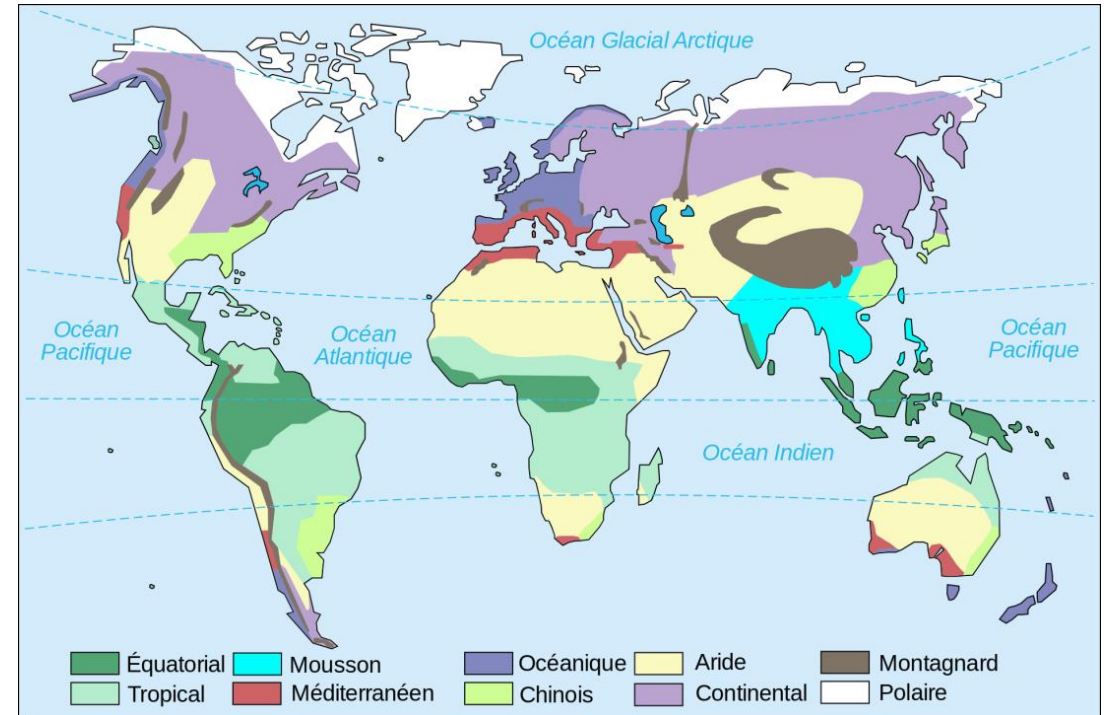 Océan Glacial Arctique
Océan
Pacifique
Océan
Atlantique
Océan
Pacifique
Océan Indien
Équatorial
Mousson
Océanique
Aride
Montagnard
Tropical
Méditerranéen
Chinois
Continental
Polaire